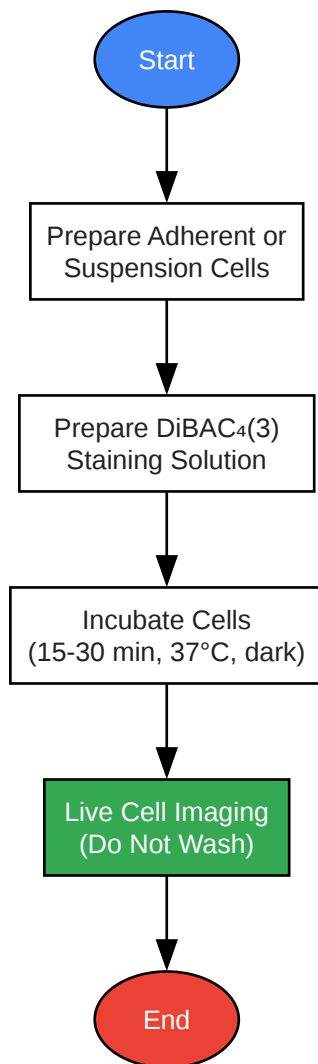 Start
Prepare Adherent or
Suspension Cells
Prepare DiBAC₄(3)
Staining Solution
Incubate Cells
(15-30 min, 37°C, dark)
Live Cell Imaging
(Do Not Wash)
End